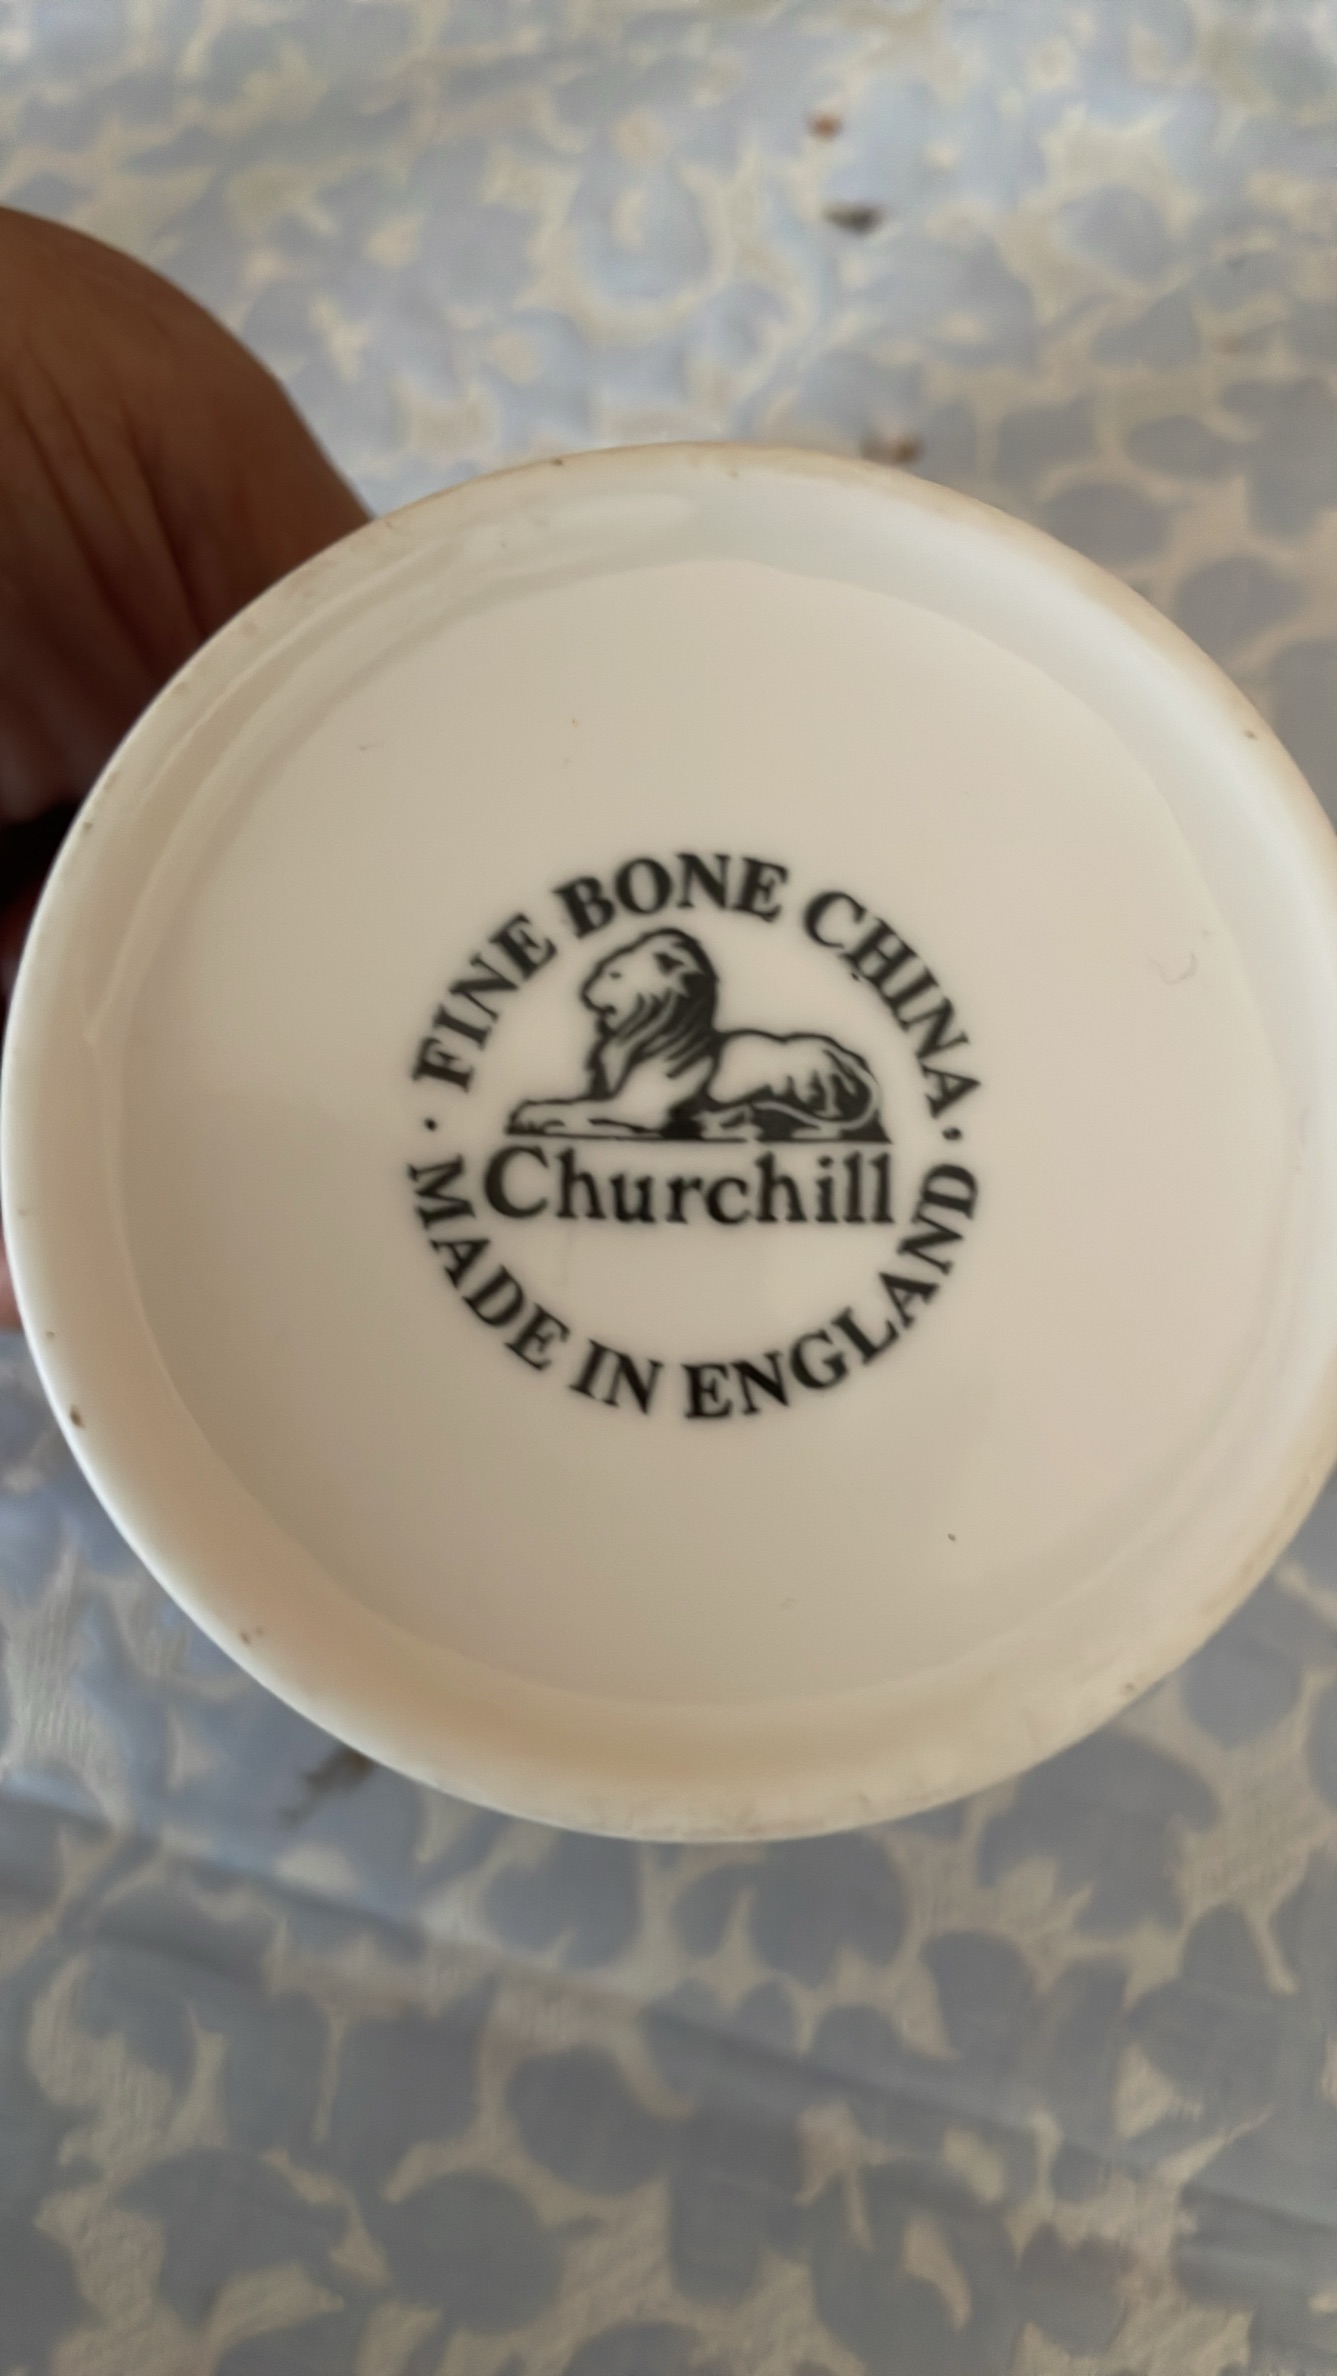 · FINE BONE CHINA ·
Churchill
MADE IN ENGLAND